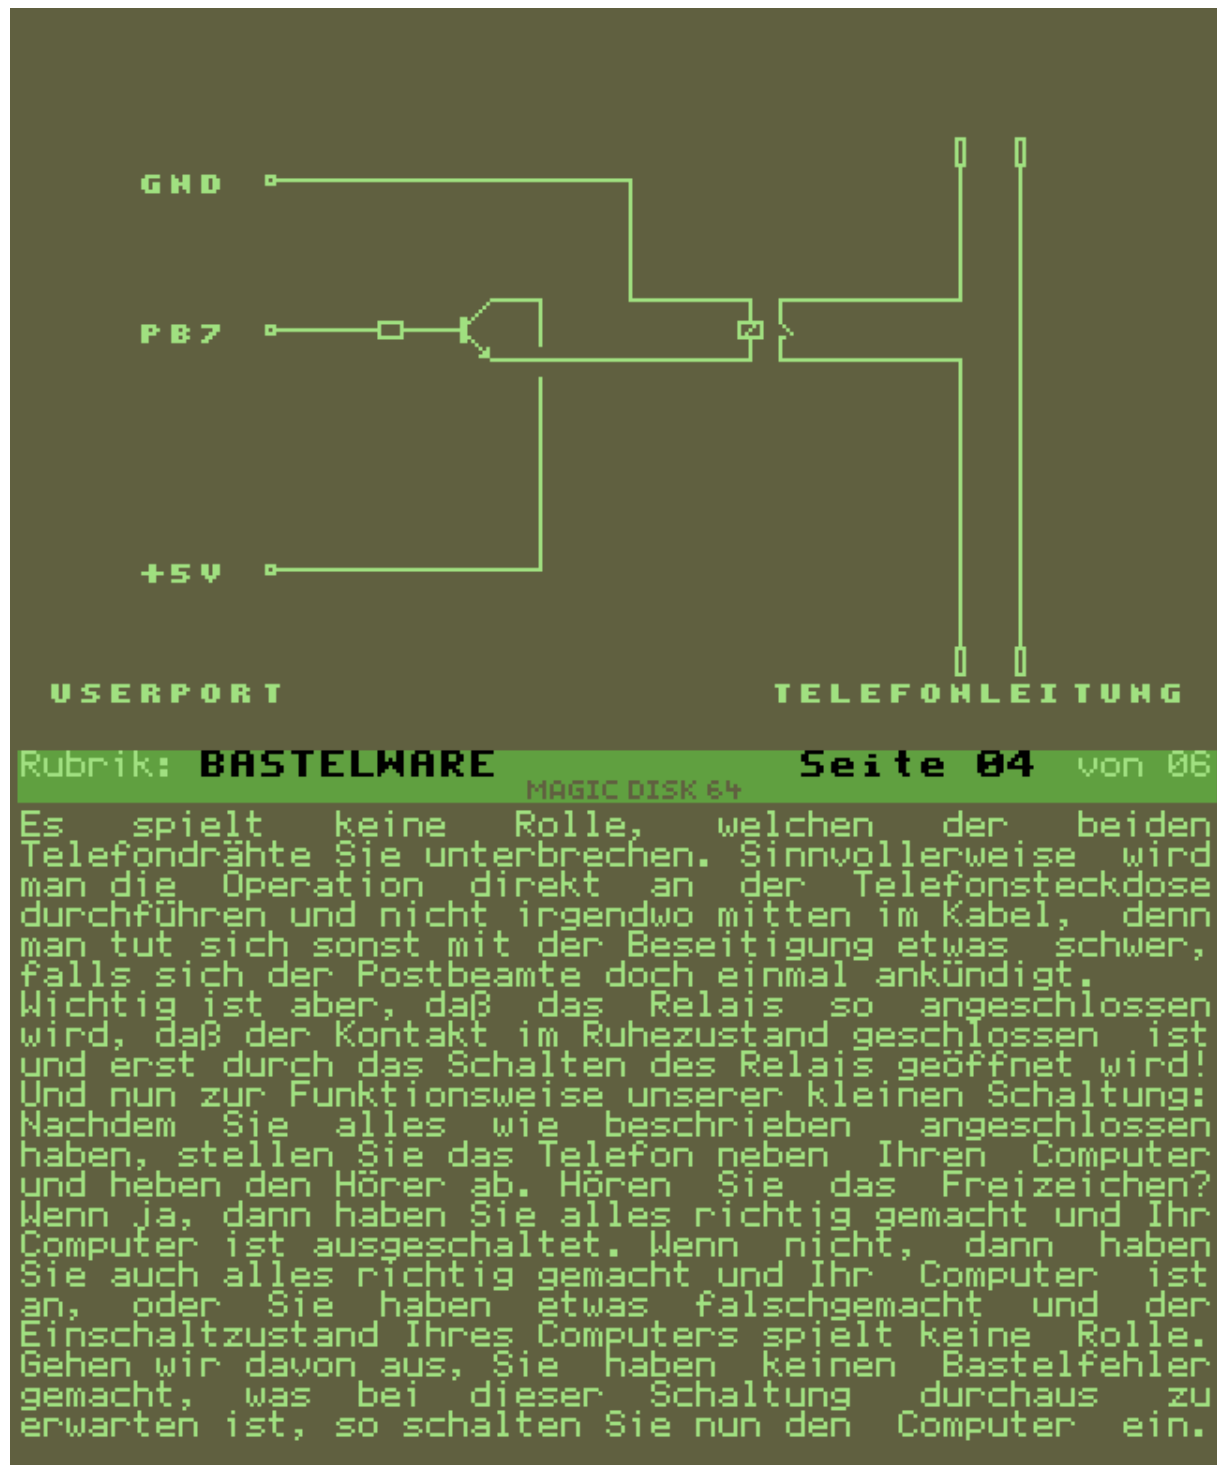 GND
PB7
+5V
USERPORT TELEFONLEITUNG
Rubrik: BASTELWARE Seite 04 von 06
MAGIC DISK 64
Es spielt keine Rolle, welchen der beiden
Telefondrähte Sie unterbrechen. Sinnvollerweise wird
man die Operation direkt an der Telefonsteckdose
durchführen und nicht irgendwo mitten im Kabel, denn
man tut sich sonst mit der Beseitigung etwas schwer,
falls sich der Postbeamte doch einmal ankündigt.
Wichtig ist aber, daß das Relais so angeschlossen
wird, daß der Kontakt im Ruhezustand geschlossen ist
und erst durch das Schalten des Relais geöffnet wird!
Und nun zur Funktionsweise unserer kleinen Schaltung:
Nachdem Sie alles wie beschrieben angeschlossen
haben, stellen Sie das Telefon neben Ihren Computer
und heben den Hörer ab. Hören Sie das Freizeichen?
Wenn ja, dann haben Sie alles richtig gemacht und Ihr
Computer ist ausgeschaltet. Wenn nicht, dann haben
Sie auch alles richtig gemacht und Ihr Computer ist
an, oder Sie haben etwas falschgemacht und der
Einschaltzustand Ihres Computers spielt keine Rolle.
Gehen wir davon aus, Sie haben keinen Bastelfehler
gemacht, was bei dieser Schaltung durchaus zu
erwarten ist, so schalten Sie nun den Computer ein.